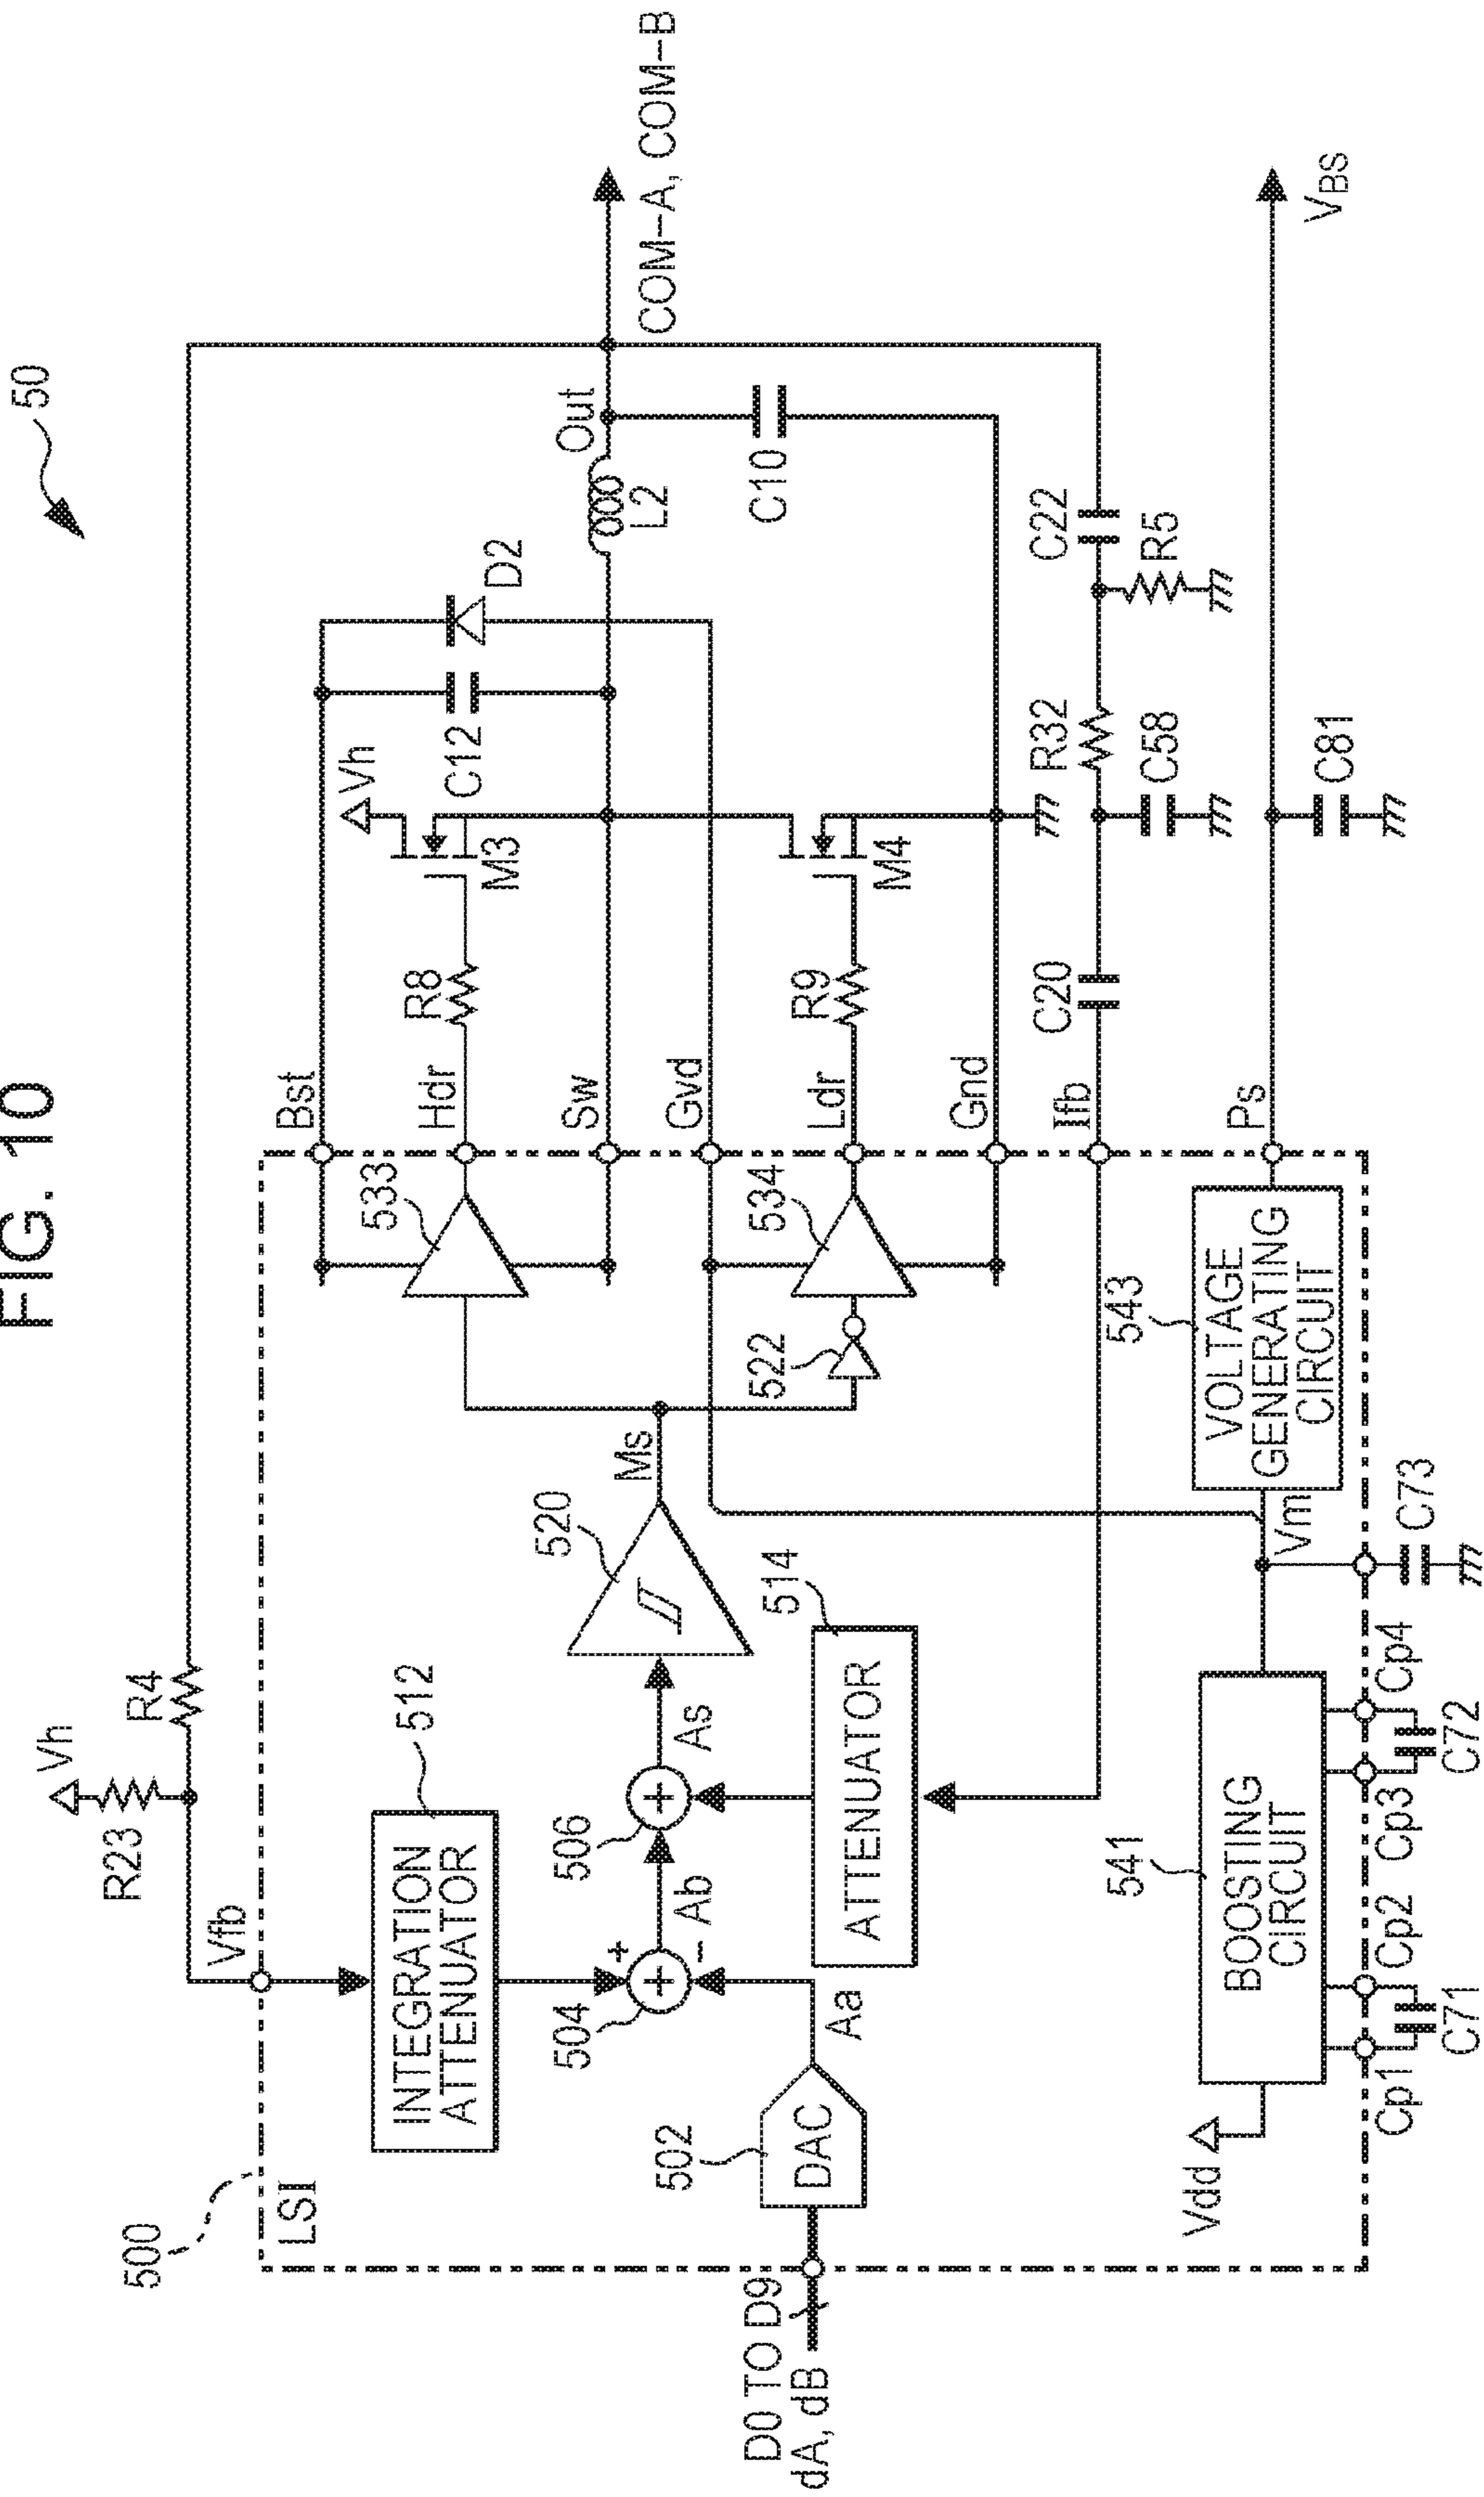 FIG. 10
50
Vh
R23
R4
Vfb
500
LSI
512
INTEGRATION
ATTENUATOR
504
506
Ab
As
Aa
502
DAC
D0 TO D9
dA, dB
514
ATTENUATOR
520
Ms
522
533
534
Bst
Hdr
Sw
Gvd
Ldr
Gnd
Ifb
Ps
R8
R9
M3
M4
Vh
C12
D2
L2
Out
C10
COM–A, COM–B
C20
R32
C58
C22
R5
C81
VBS
Vdd
541
BOOSTING
CIRCUIT
543
VOLTAGE
GENERATING
CIRCUIT
Vm
Cp1
Cp2
Cp3
Cp4
C71
C72
C73
+
–
+
+